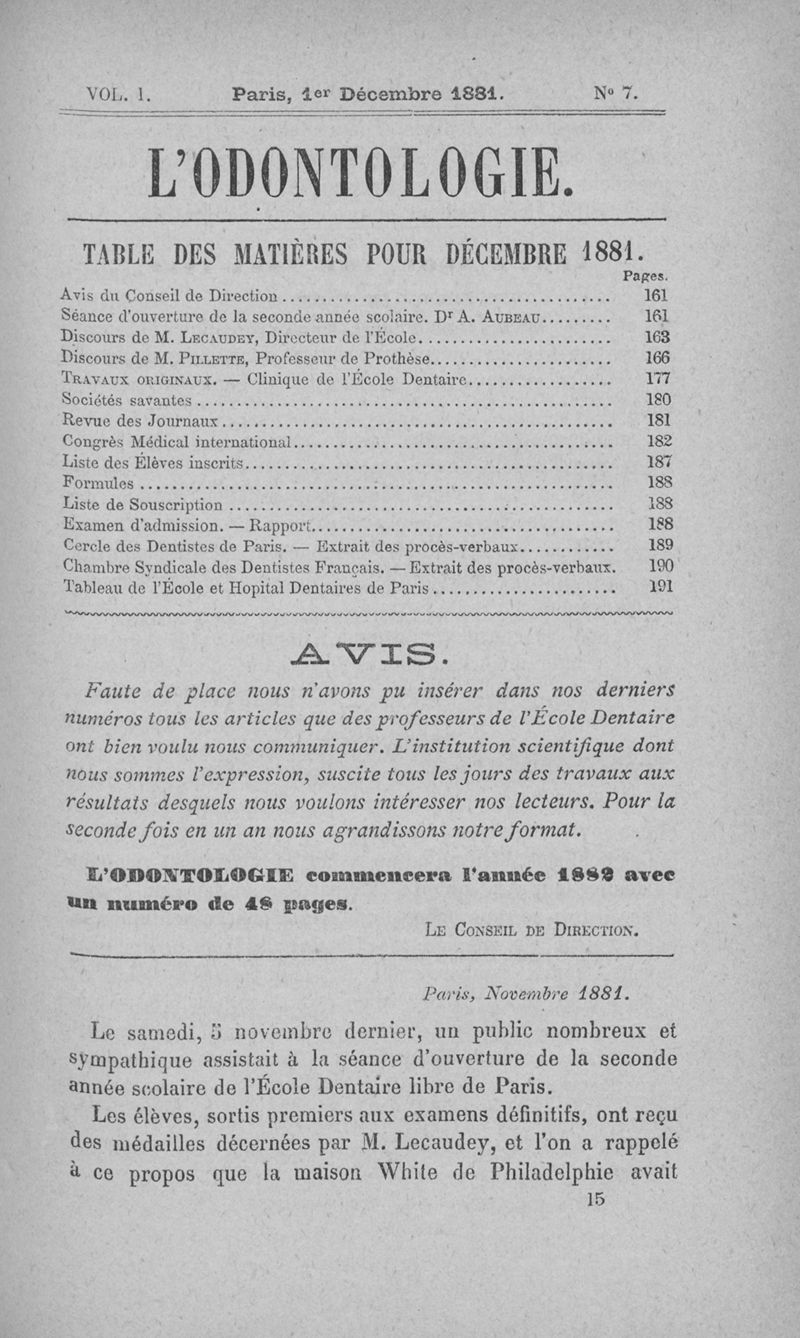 VOL. 1. Paris, 1er Décembre 1881. No 7.
L'ODONTOLOGIE.
TABLE DES MATIÈRES POUR DÉCEMBRE 1881.
Pages.
Avis du Conseil de Direction ........................................ 161
Séance d'ouverture de la seconde année scolaire. Dr A. AUBEAU......... 161
Discours de M. LECAUDEY, Directeur de l'École........................ 163
Discours de M. PILLETTE, Professeur de Prothèse...................... 166
TRAVAUX ORIGINAUX. — Clinique de l'École Dentaire.................. 177
Sociétés savantes .................................................. 180
Revue des Journaux................................................ 181
Congrès Médical international....................................... 182
Liste des Élèves inscrits............................................. 187
Formules ......................................................... 188
Liste de Souscription ............................................... 188
Examen d'admission. — Rapport..................................... 188
Cercle des Dentistes de Paris. — Extrait des procès-verbaux............ 189
Chambre Syndicale des Dentistes Français. — Extrait des procès-verbaux. 190
Tableau de l'École et Hopital Dentaires de Paris....................... 191
AVIS.
Faute de place nous n'avons pu insérer dans nos derniers
numéros tous les articles que des professeurs de l'École Dentaire
ont bien voulu nous communiquer. L'institution scientifique dont
nous sommes l'expression, suscite tous les jours des travaux aux
résultats desquels nous voulons intéresser nos lecteurs. Pour la
seconde fois en un an nous agrandissons notre format.
L'ODONTOLOGIE commencera l'année 1882 avec
un numéro de 48 pages.
LE CONSEIL DE DIRECTION.
Paris, Novembre 1881.
Le samedi, 5 novembre dernier, un public nombreux et
sympathique assistait à la séance d'ouverture de la seconde
année scolaire de l'École Dentaire libre de Paris.
Les élèves, sortis premiers aux examens définitifs, ont reçu
des médailles décernées par M. Lecaudey, et l'on a rappelé
à ce propos que la maison White de Philadelphie avait
15